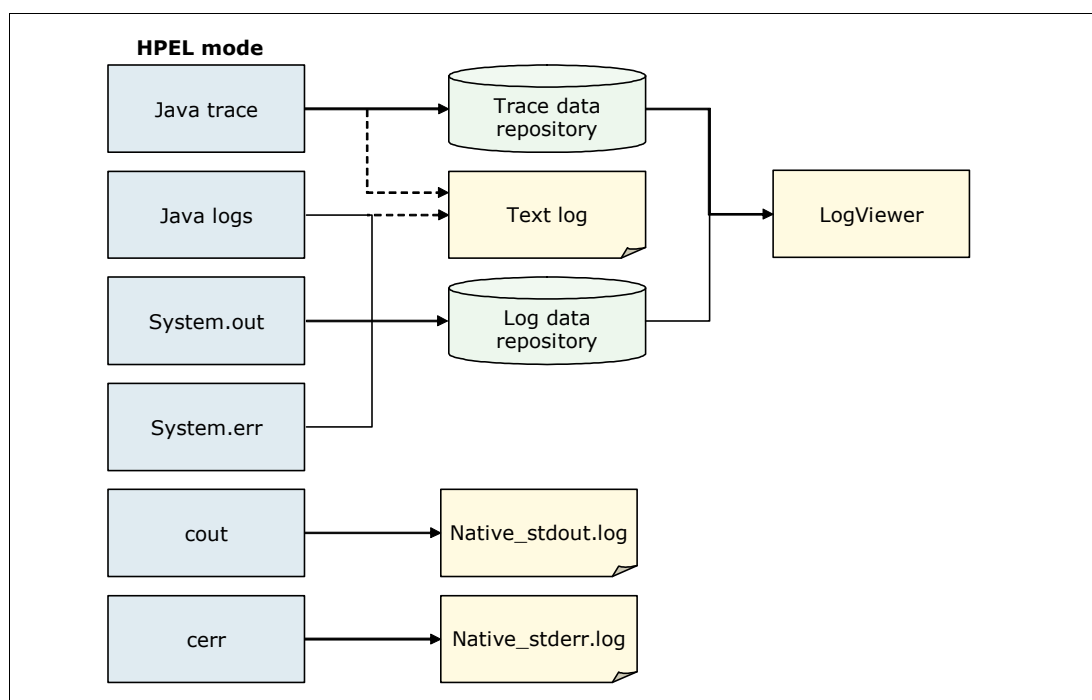 HPEL mode
Java trace
Trace data
repository
Java logs
Text log
LogViewer
System.out
Log data
repository
System.err
cout
Native_stdout.log
cerr
Native_stderr.log